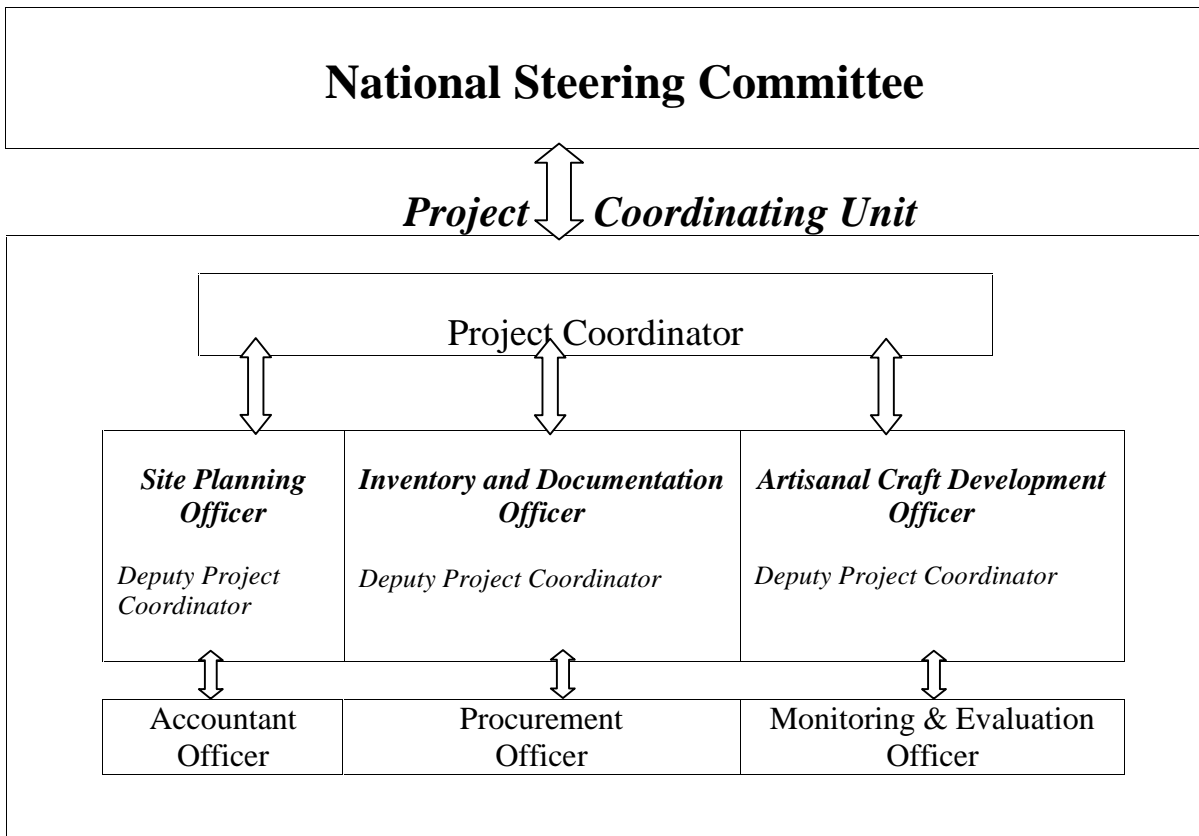 National Steering Committee
Project Coordinating Unit
Project Coordinator
Site Planning
Officer
Deputy Project
Coordinator
Inventory and Documentation
Officer
Deputy Project Coordinator
Artisanal Craft Development
Officer
Deputy Project Coordinator
Accountant
Officer
Procurement
Officer
Monitoring & Evaluation
Officer